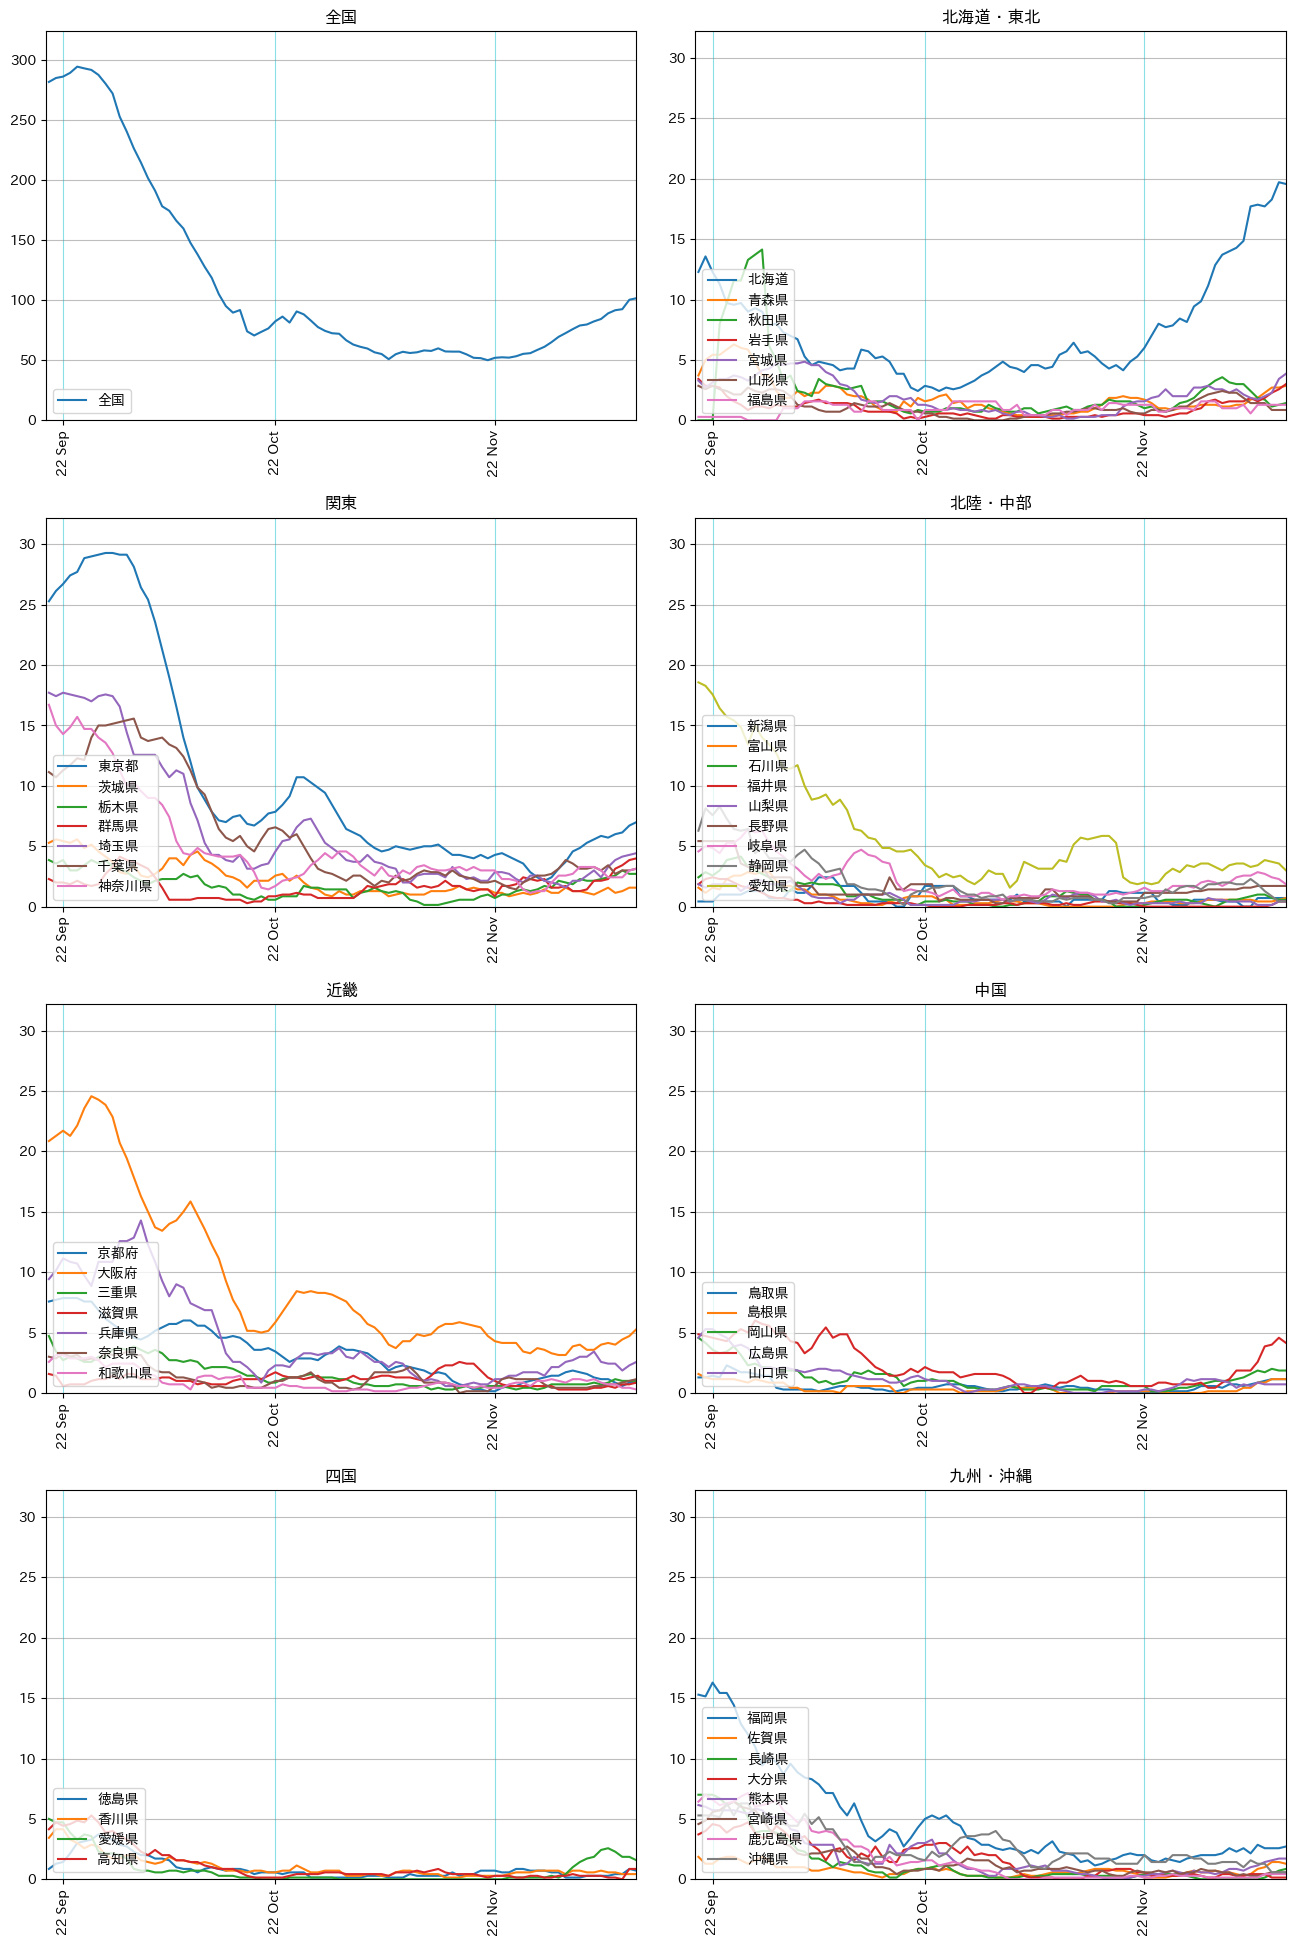 全国
300
250
200
150
100
50
0
全国
22 Sep
22 Oct
22 Nov
北海道・東北
30
25
20
15
10
5
0
北海道
青森県
秋田県
岩手県
宮城県
山形県
福島県
22 Sep
22 Oct
22 Nov
関東
30
25
20
15
10
5
0
東京都
茨城県
栃木県
群馬県
埼玉県
千葉県
神奈川県
22 Sep
22 Oct
22 Nov
北陸・中部
30
25
20
15
10
5
0
新潟県
富山県
石川県
福井県
山梨県
長野県
岐阜県
静岡県
愛知県
22 Sep
22 Oct
22 Nov
近畿
30
25
20
15
10
5
0
京都府
大阪府
三重県
滋賀県
兵庫県
奈良県
和歌山県
22 Sep
22 Oct
22 Nov
中国
30
25
20
15
10
5
0
鳥取県
島根県
岡山県
広島県
山口県
22 Sep
22 Oct
22 Nov
四国
30
25
20
15
10
5
0
徳島県
香川県
愛媛県
高知県
22 Sep
22 Oct
22 Nov
九州・沖縄
30
25
20
15
10
5
0
福岡県
佐賀県
長崎県
大分県
熊本県
宮崎県
鹿児島県
沖縄県
22 Sep
22 Oct
22 Nov